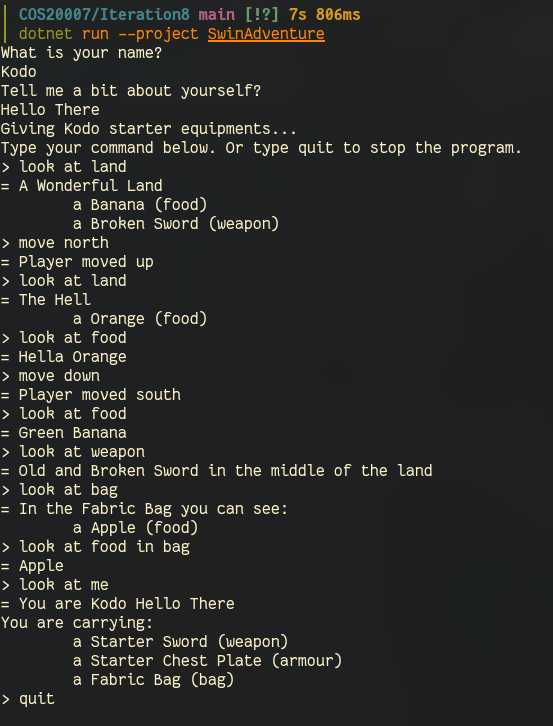 COS20007/Iteration8 main [!?] 7s 806ms
dotnet run --project SwinAdventure
What is your name?
Kodo
Tell me a bit about yourself?
Hello There
Giving Kodo starter equipments...
Type your command below. Or type quit to stop the program.
> look at land
= A Wonderful Land
        a Banana (food)
        a Broken Sword (weapon)
> move north
= Player moved up
> look at land
= The Hell
        a Orange (food)
> look at food
= Hella Orange
> move down
= Player moved south
> look at food
= Green Banana
> look at weapon
= Old and Broken Sword in the middle of the land
> look at bag
= In the Fabric Bag you can see:
        a Apple (food)
> look at food in bag
= Apple
> look at me
= You are Kodo Hello There
You are carrying:
        a Starter Sword (weapon)
        a Starter Chest Plate (armour)
        a Fabric Bag (bag)
> quit